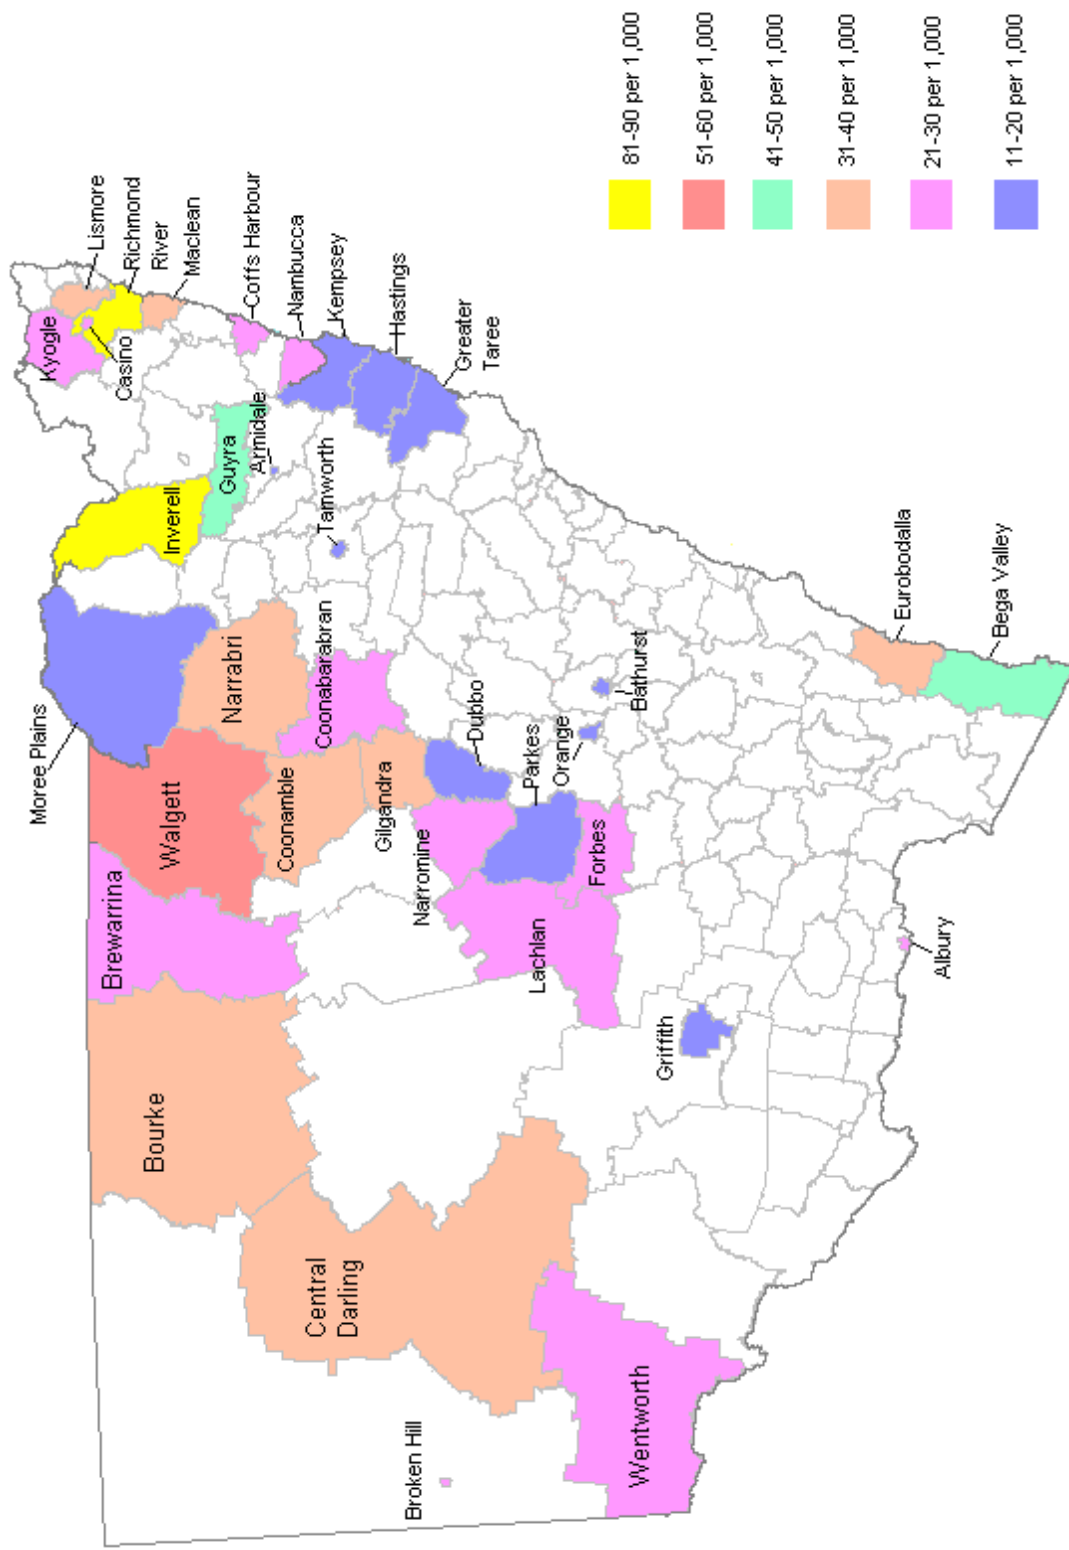 Moree Plains
Brewarrina
Walgett
Bourke
Narrabri
Inverell
Guyra
Kyogle
Casino
Lismore
Richmond
River
Maclean
Coffs Harbour
Nambucca
Kempsey
Hastings
Greater
Taree
Armidale
Tamworth
Coonabarabran
Coonamble
Gilgandra
Dubbo
Narromine
Parkes
Orange
Bathurst
Forbes
Lachlan
Central
Darling
Broken Hill
Wentworth
Griffith
Albury
Eurobodalla
Bega Valley
81-90 per 1,000
51-60 per 1,000
41-50 per 1,000
31-40 per 1,000
21-30 per 1,000
11-20 per 1,000